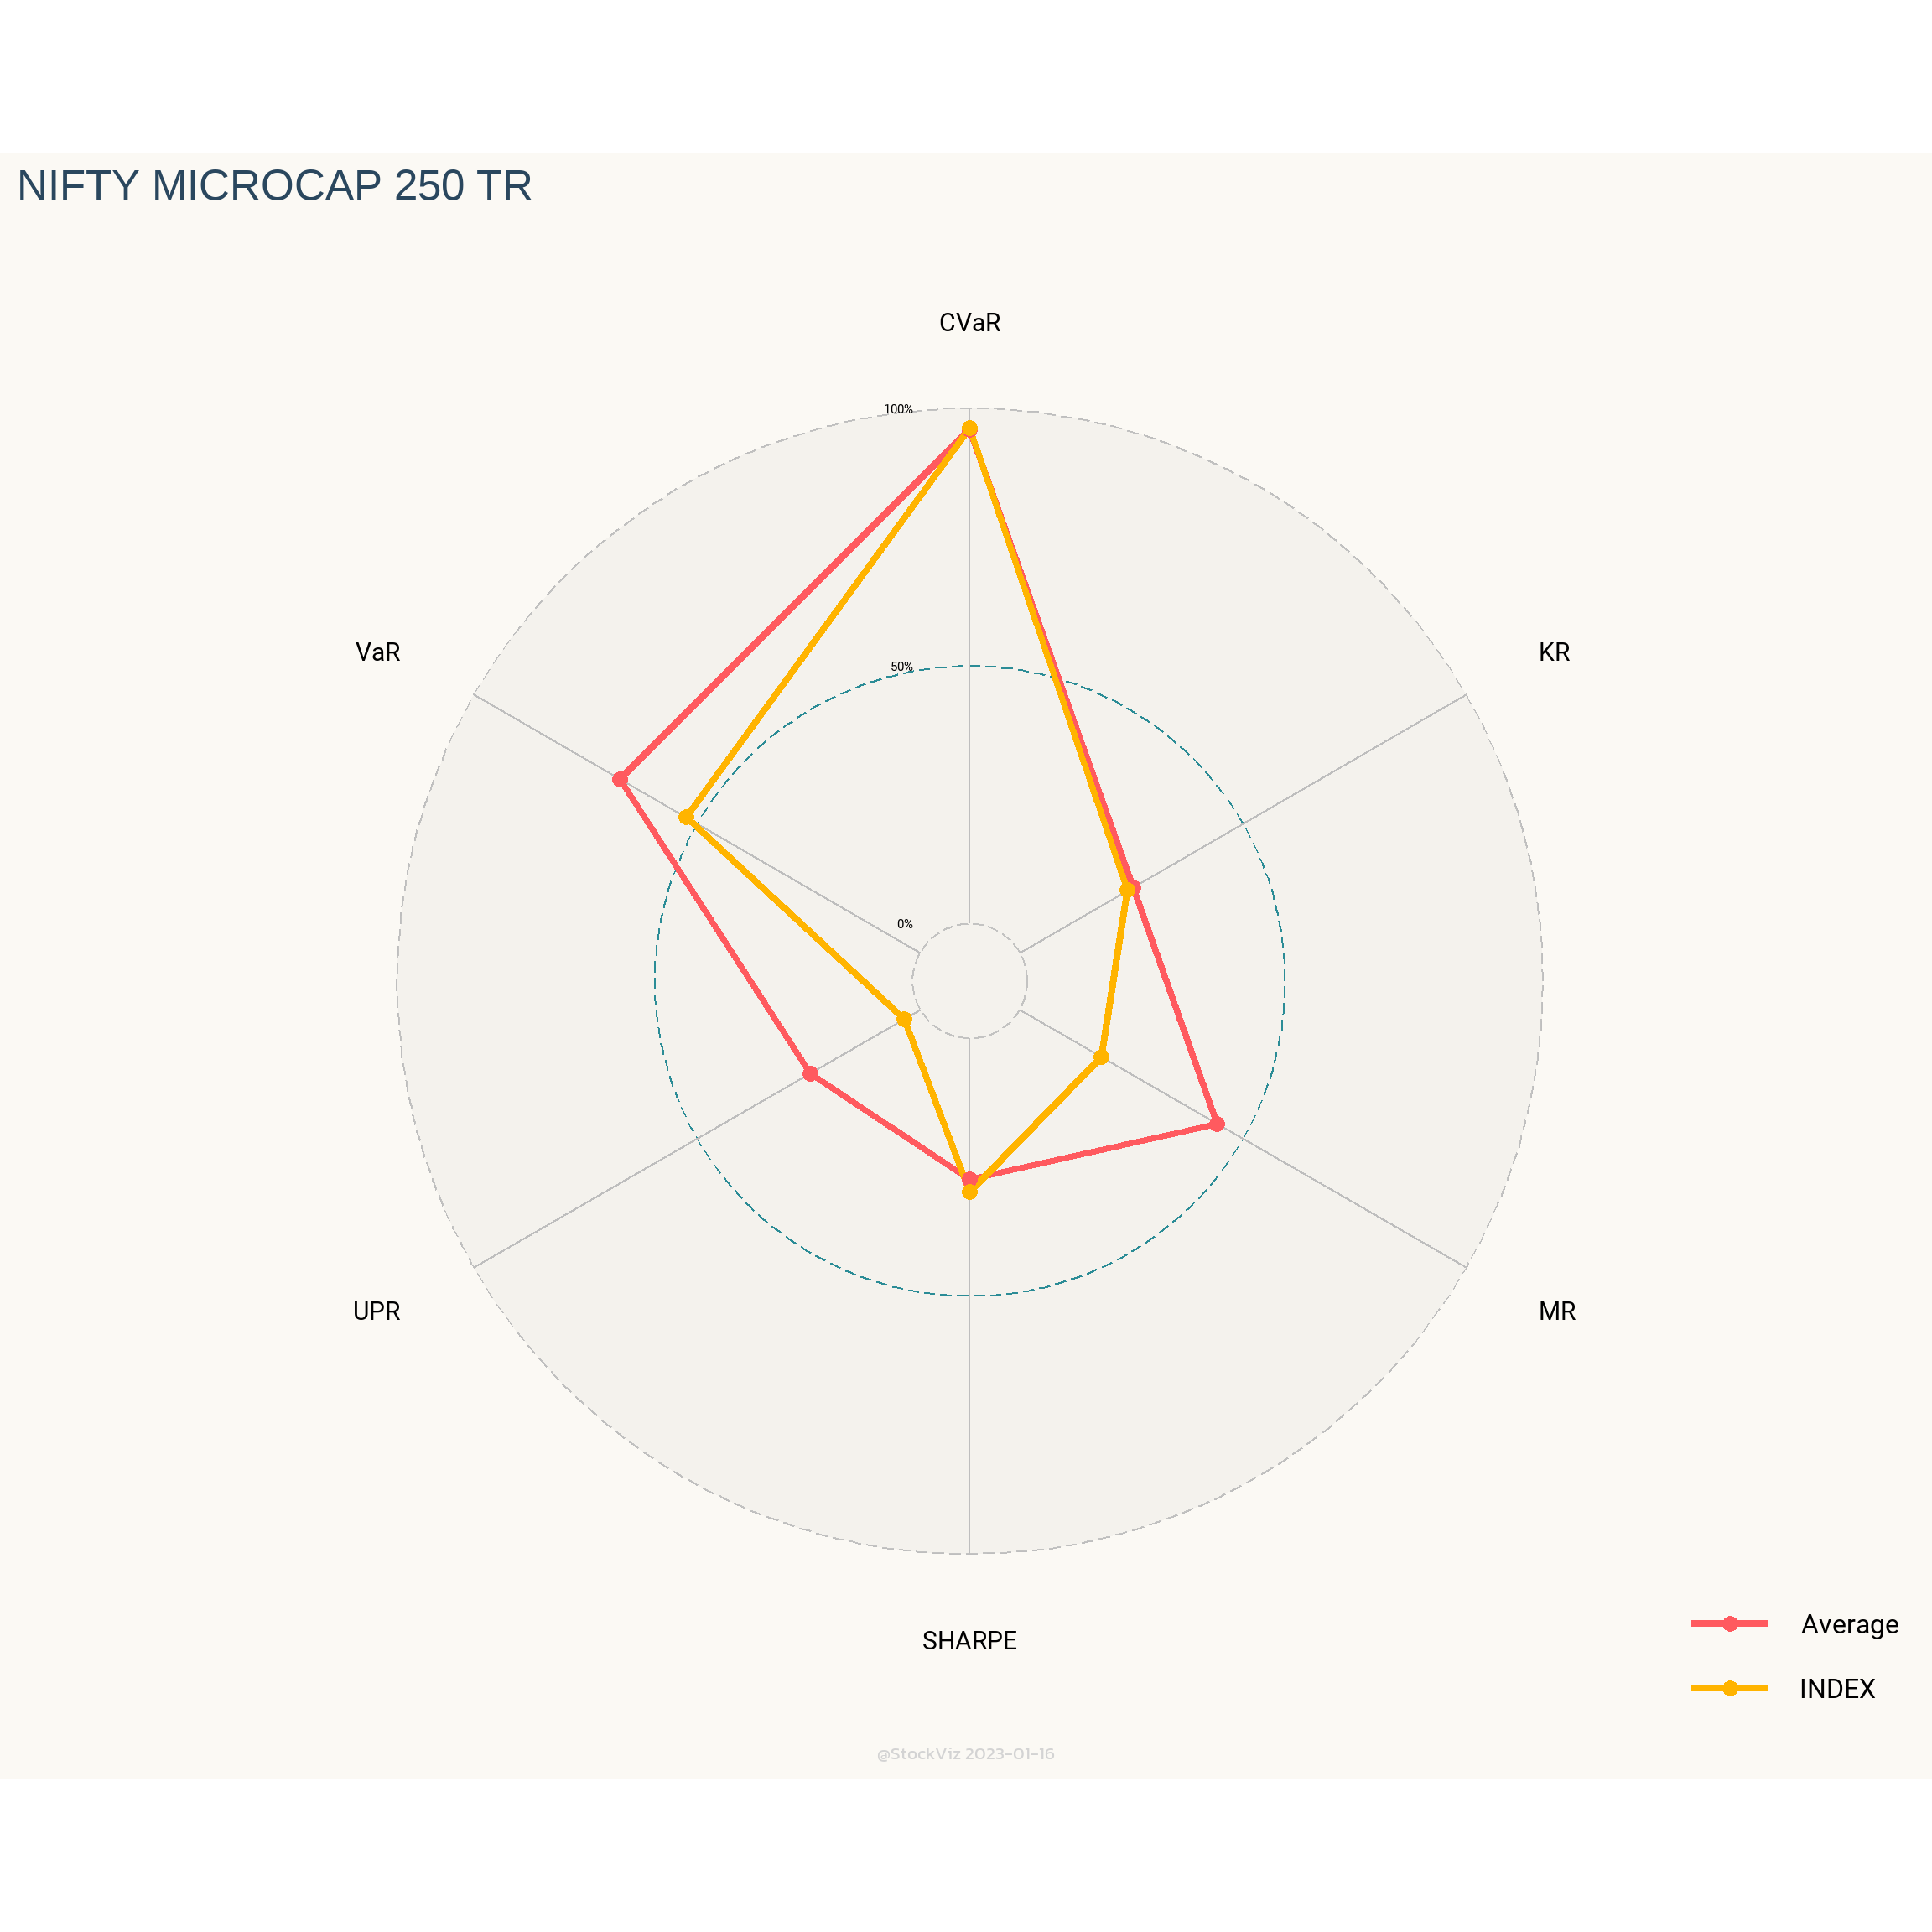 NIFTY MICROCAP 250 TR
CVaR
100%
KR
VaR
50%
0%
UPR
MR
SHARPE
Average
INDEX
@StockViz 2023-01-16